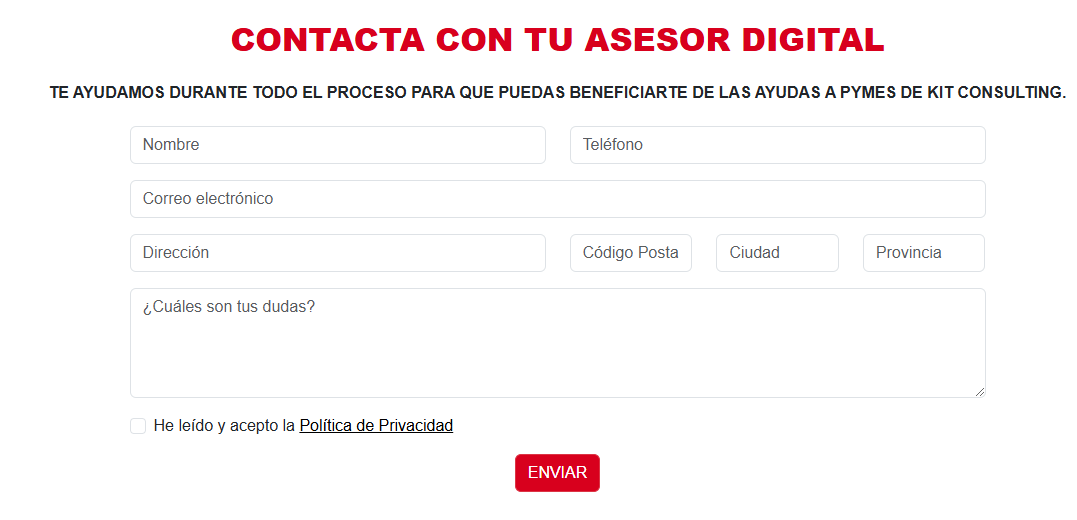 CONTACTA CON TU ASESOR DIGITAL
TE AYUDAMOS DURANTE TODO EL PROCESO PARA QUE PUEDAS BENEFICIARTE DE LAS AYUDAS A PYMES DE KIT CONSULTING.
Nombre Teléfono
Correo electrónico
Dirección Código Posta Ciudad Provincia
¿Cuáles son tus dudas?
He leído y acepto la Política de Privacidad
ENVIAR